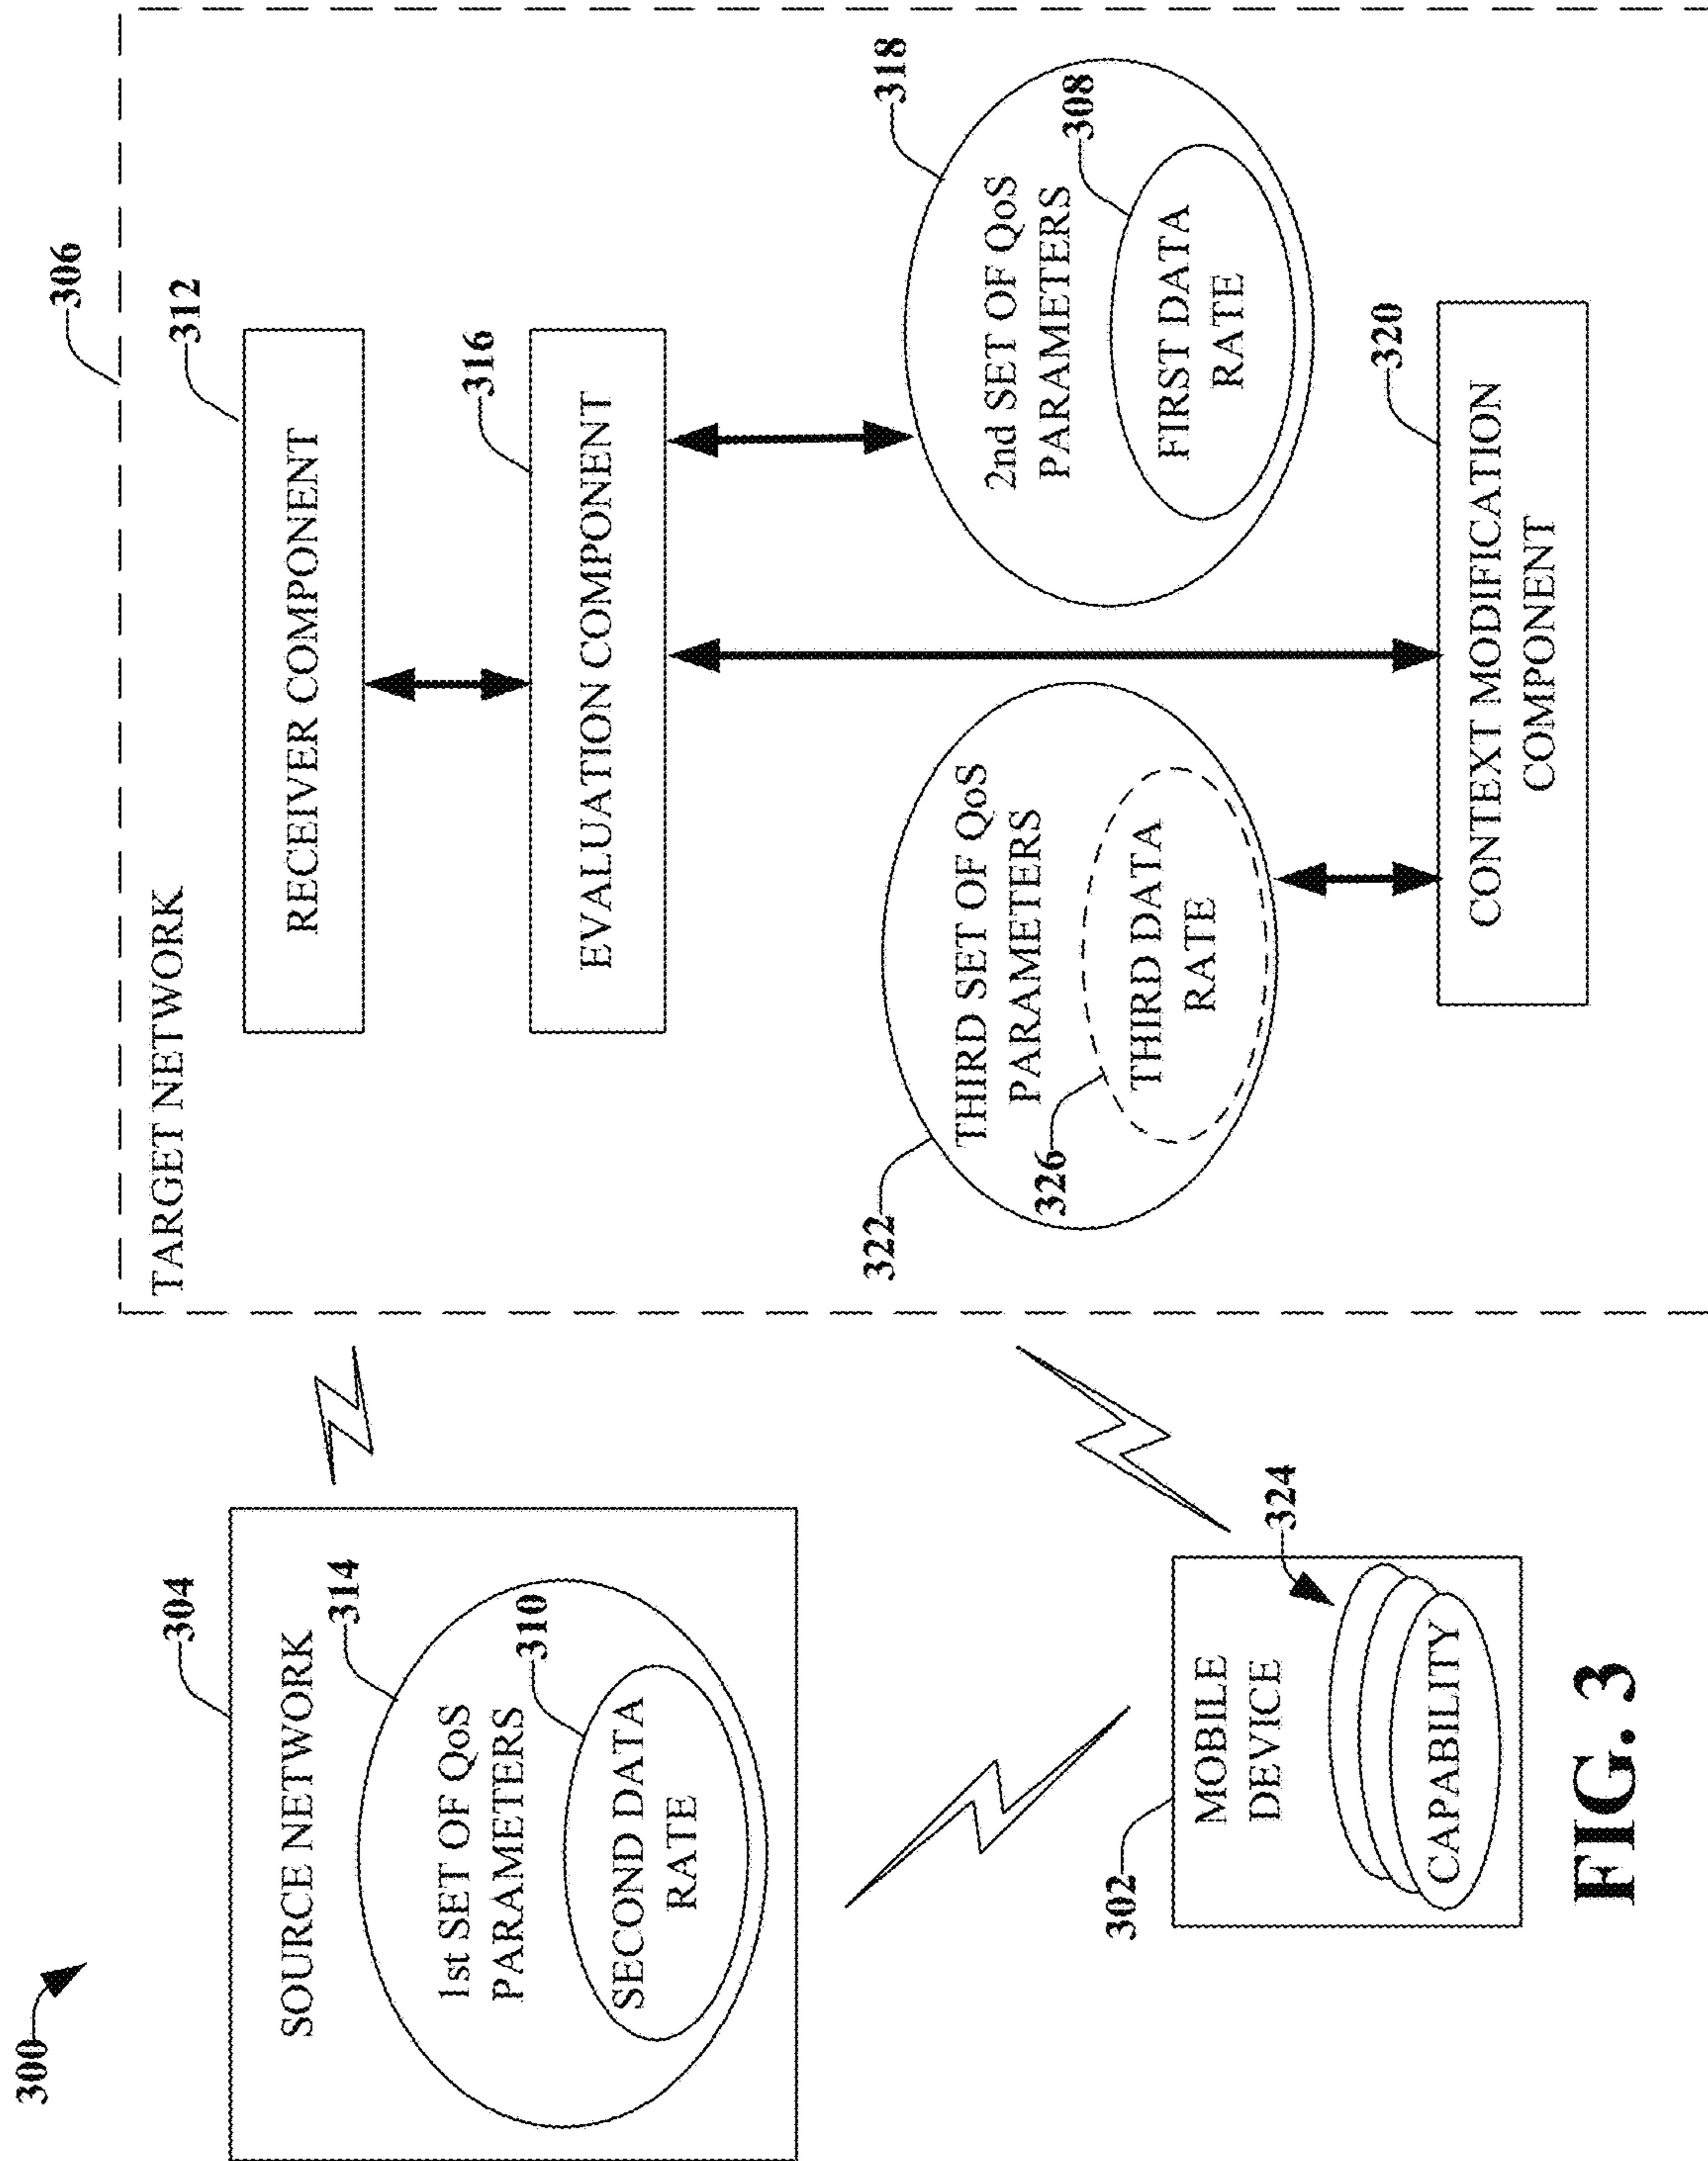 300
304
SOURCE NETWORK
314
1st SET OF QoS
PARAMETERS
310
SECOND DATA
RATE
302
MOBILE
DEVICE
324
CAPABILITY
306
TARGET NETWORK
312
RECEIVER COMPONENT
316
EVALUATION COMPONENT
322
THIRD SET OF QoS
PARAMETERS
326
THIRD DATA
RATE
318
2nd SET OF QoS
PARAMETERS
308
FIRST DATA
RATE
320
CONTEXT MODIFICATION
COMPONENT
FIG. 3